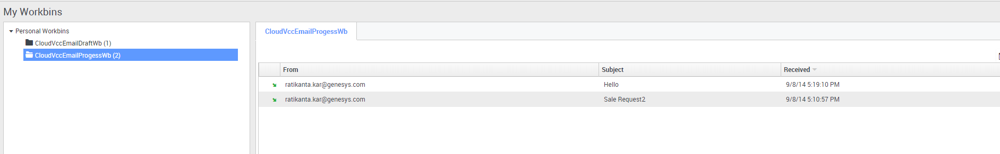 My Workbins
Personal Workbins
CloudVccEmailDraftWb (1)
CloudVccEmailProgessWb (2)
CloudVccEmailProgessWb
From Subject Received
ratikanta.kar@genesys.com Hello 9/8/14 5:19:10 PM
ratikanta.kar@genesys.com Sale Request2 9/8/14 5:10:57 PM